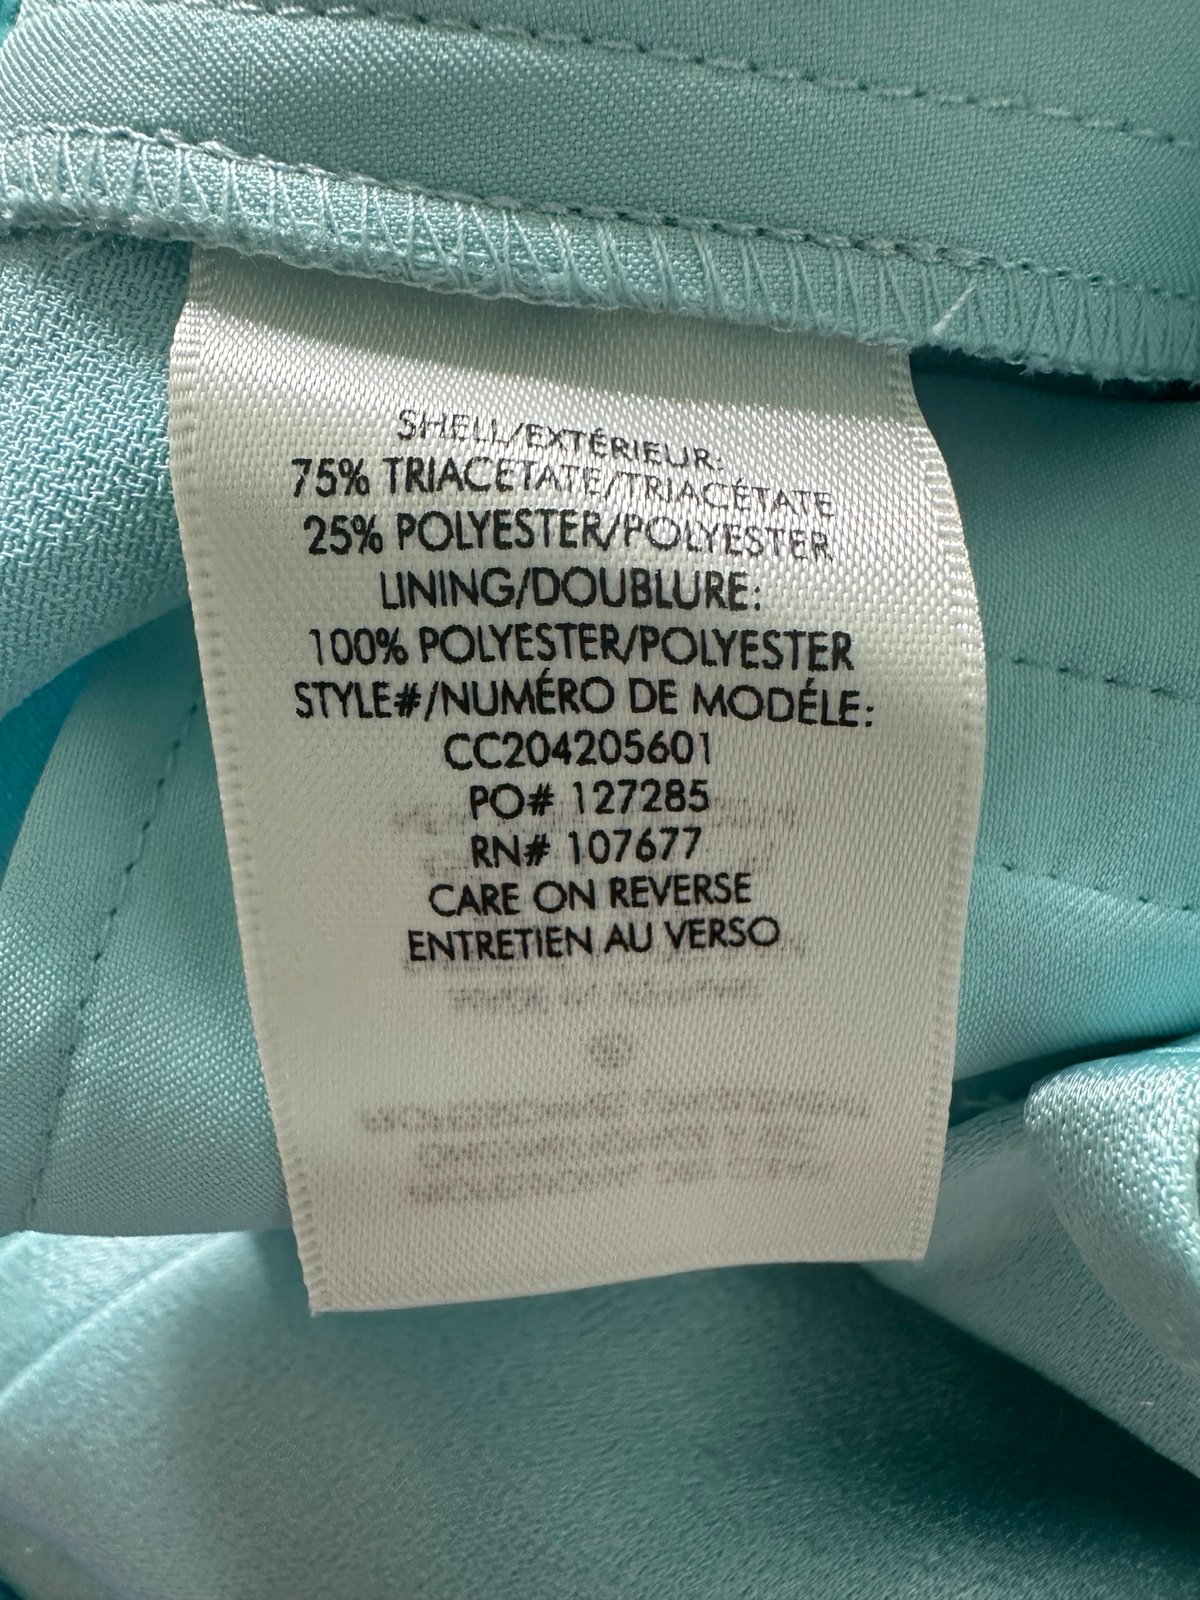 SHELL/EXTÉRIEUR:
75% TRIACETATE/TRIACÉTATE
25% POLYESTER/POLYESTER
LINING/DOUBLURE:
100% POLYESTER/POLYESTER
STYLE#/NUMÉRO DE MODÉLE:
CC204205601
PO# 127285
RN# 107677
CARE ON REVERSE
ENTRETIEN AU VERSO